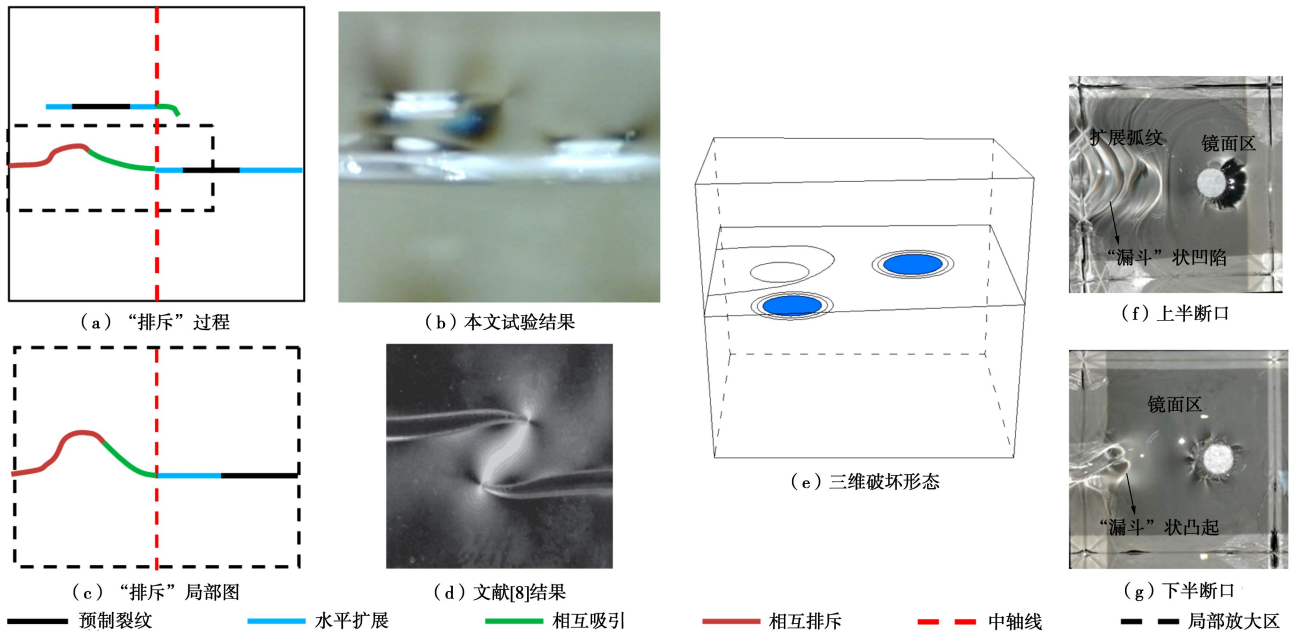 (a)“排斥”过程
(b)本文试验结果
(c)“排斥”局部图
(d)文献[8]结果
(e)三维破坏形态
扩展弧纹
镜面区
“漏斗”状凹陷
(f)上半断口
镜面区
“漏斗”状凸起
(g)下半断口
预制裂纹 水平扩展 相互吸引 相互排斥 中轴线 局部放大区